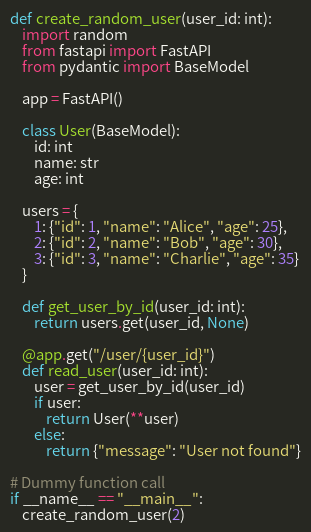 def create_random_user(user_id: int):
    import random
    from fastapi import FastAPI
    from pydantic import BaseModel

    app = FastAPI()

    class User(BaseModel):
        id: int
        name: str
        age: int

    users = {
        1: {"id": 1, "name": "Alice", "age": 25},
        2: {"id": 2, "name": "Bob", "age": 30},
        3: {"id": 3, "name": "Charlie", "age": 35}
    }

    def get_user_by_id(user_id: int):
        return users.get(user_id, None)

    @app.get("/user/{user_id}")
    def read_user(user_id: int):
        user = get_user_by_id(user_id)
        if user:
            return User(**user)
        else:
            return {"message": "User not found"}

# Dummy function call
if __name__ == "__main__":
    create_random_user(2)